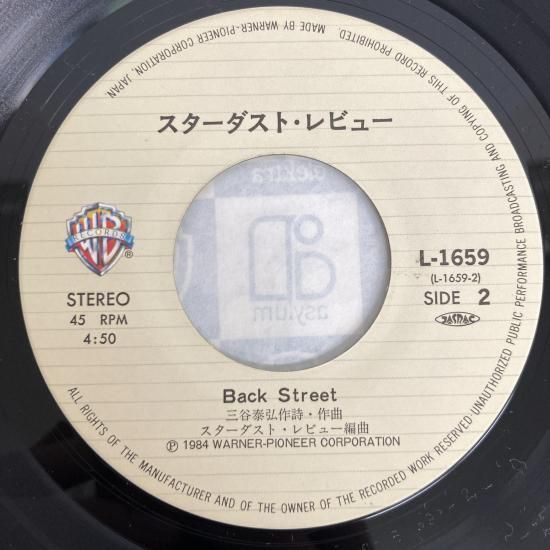 MADE BY WARNER-PIONEER CORPORATION, JAPAN.
ALL RIGHTS OF THE MANUFACTURER AND OF THE OWNER OF THE RECORDED WORK RESERVED·UNAUTHORIZED PUBLIC PERFORMANCE BROADCASTING AND COPYING OF THIS RECORD PROHIBITED.
スターダスト・レビュー
WB
RECORDS
®
elektra
asylum
L-1659
(L-1659-2)
STEREO
SIDE 2
45 RPM
JASRAC
4:50
Back Street
三谷泰弘作詩・作曲
スターダスト・レビュー編曲
Ⓟ 1984 WARNER-PIONEER CORPORATION